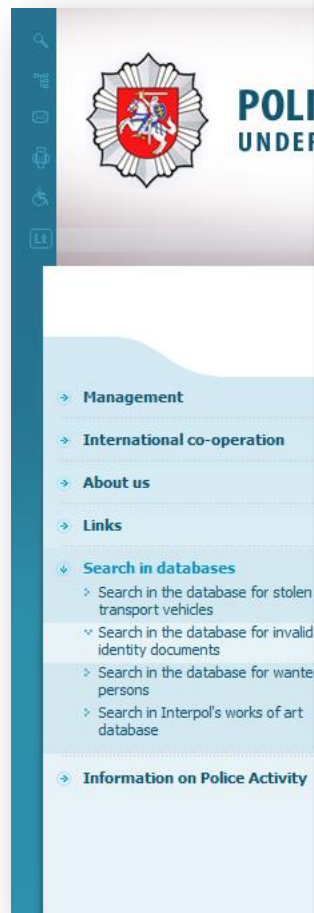 POLI
UNDER
Lt
Management
International co-operation
About us
Links
Search in databases
Search in the database for stolen
transport vehicles
Search in the database for invalid
identity documents
Search in the database for wante
persons
Search in Interpol's works of art
database
Information on Police Activity